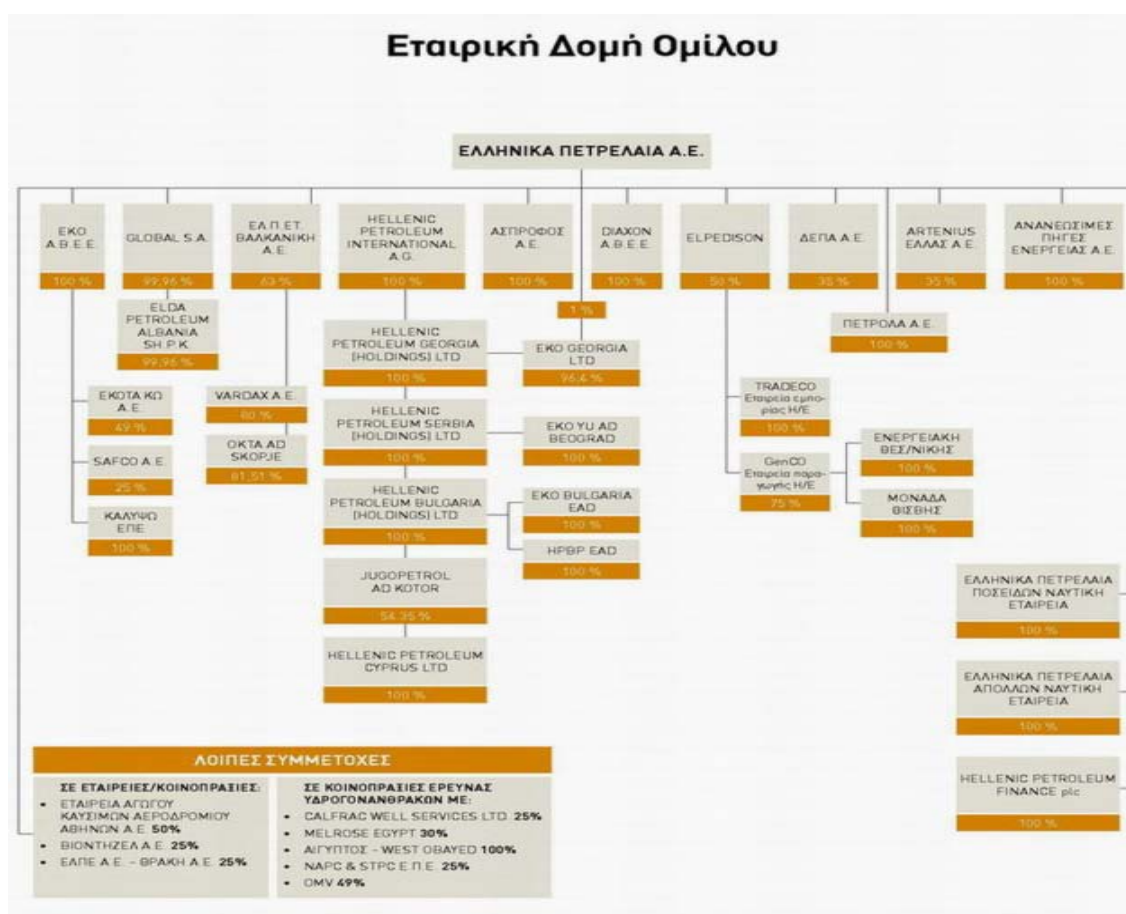 Εταιρική Δομή Ομίλου
ΕΛΛΗΝΙΚΑ ΠΕΤΡΕΛΑΙΑ Α.Ε.
ΕΚΟ
Α.Β.Ε.Ε.
100 %
GLOBAL S.A.
99,96 %
ΕΛ.Π.ΕΤ.
ΒΑΛΚΑΝΙΚΗ
Α.Ε.
63 %
HELLENIC
PETROLEUM
INTERNATIONAL
A.G.
100 %
ΑΣΠΡΟΦΟΣ
Α.Ε.
100 %
DIAXON
Α.Β.Ε.Ε.
100 %
ELPEDISON
50 %
ΔΕΠΑ Α.Ε.
35 %
ARTENIUS
ΕΛΛΑΣ Α.Ε.
35 %
ΑΝΑΝΕΩΣΙΜΕΣ
ΠΗΓΕΣ
ΕΝΕΡΓΕΙΑΣ Α.Ε.
100 %
ELDA
PETROLEUM
ALBANIA
SH.P.K.
99,96 %
1 %
HELLENIC
PETROLEUM GEORGIA
(HOLDINGS) LTD
100 %
EKO GEORGIA
LTD
96,4 %
ΠΕΤΡΟΛΑ Α.Ε.
100 %
ΕΚΟΤΑ ΚΩ
Α.Ε.
49 %
VARDAX Α.Ε.
80 %
HELLENIC
PETROLEUM SERBIA
(HOLDINGS) LTD
100 %
EKO YU AD
BEOGRAD
100 %
TRADECO
Εταιρεία εμπο-
ρίας Η/Ε
100 %
SAFCO Α.Ε.
25 %
OKTA AD
SKOPJE
81,51 %
GenCO
Εταιρεία παρα-
γωγής Η/Ε
75 %
ΕΝΕΡΓΕΙΑΚΗ
ΘΕΣ/ΝΙΚΗΣ
100 %
ΜΟΝΑΔΑ
ΘΙΣΒΗΣ
100 %
ΚΑΛΥΨΩ
ΕΠΕ
100 %
HELLENIC
PETROLEUM BULGARIA
(HOLDINGS) LTD
100 %
EKO BULGARIA
EAD
100 %
HPBP EAD
100 %
JUGOPETROL
AD KOTOR
54,35 %
HELLENIC PETROLEUM
CYPRUS LTD
100 %
ΕΛΛΗΝΙΚΑ ΠΕΤΡΕΛΑΙΑ
ΠΟΣΕΙΔΩΝ ΝΑΥΤΙΚΗ
ΕΤΑΙΡΕΙΑ
100 %
ΕΛΛΗΝΙΚΑ ΠΕΤΡΕΛΑΙΑ
ΑΠΟΛΛΩΝ ΝΑΥΤΙΚΗ
ΕΤΑΙΡΕΙΑ
100 %
HELLENIC PETROLEUM
FINANCE plc
100 %
ΛΟΙΠΕΣ ΣΥΜΜΕΤΟΧΕΣ
ΣΕ ΕΤΑΙΡΕΙΕΣ/ΚΟΙΝΟΠΡΑΞΙΕΣ:
• ΕΤΑΙΡΕΙΑ ΑΓΩΓΟΥ
ΚΑΥΣΙΜΩΝ ΑΕΡΟΔΡΟΜΙΟΥ
ΑΘΗΝΩΝ Α.Ε. 50%
• ΒΙΟΝΤΗΖΕΛ Α.Ε. 25%
• ΕΛΠΕ Α.Ε. – ΘΡΑΚΗ Α.Ε. 25%
ΣΕ ΚΟΙΝΟΠΡΑΞΙΕΣ ΕΡΕΥΝΑΣ
ΥΔΡΟΓΟΝΑΝΘΡΑΚΩΝ ΜΕ:
• CALFRAC WELL SERVICES LTD. 25%
• MELROSE EGYPT 30%
• ΑΙΓΥΠΤΟΣ – WEST OBAYED 100%
• NAPC & STPC Ε.Π.Ε. 25%
• OMV 49%